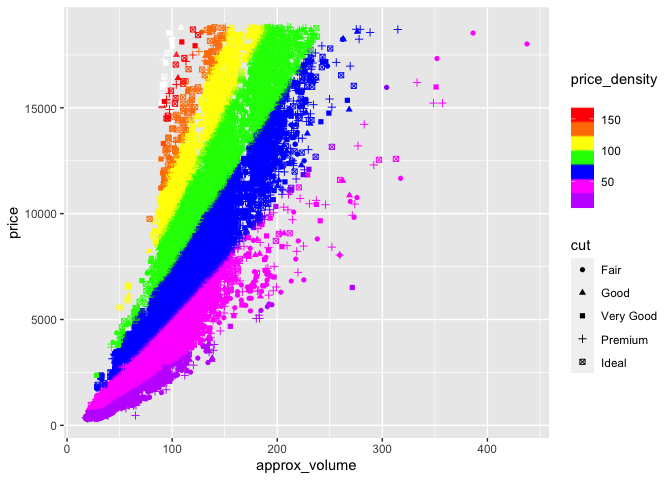 price_density
150
100
50
cut
Fair
Good
Very Good
Premium
Ideal
15000
10000
5000
0
price
0
100
200
300
400
approx_volume